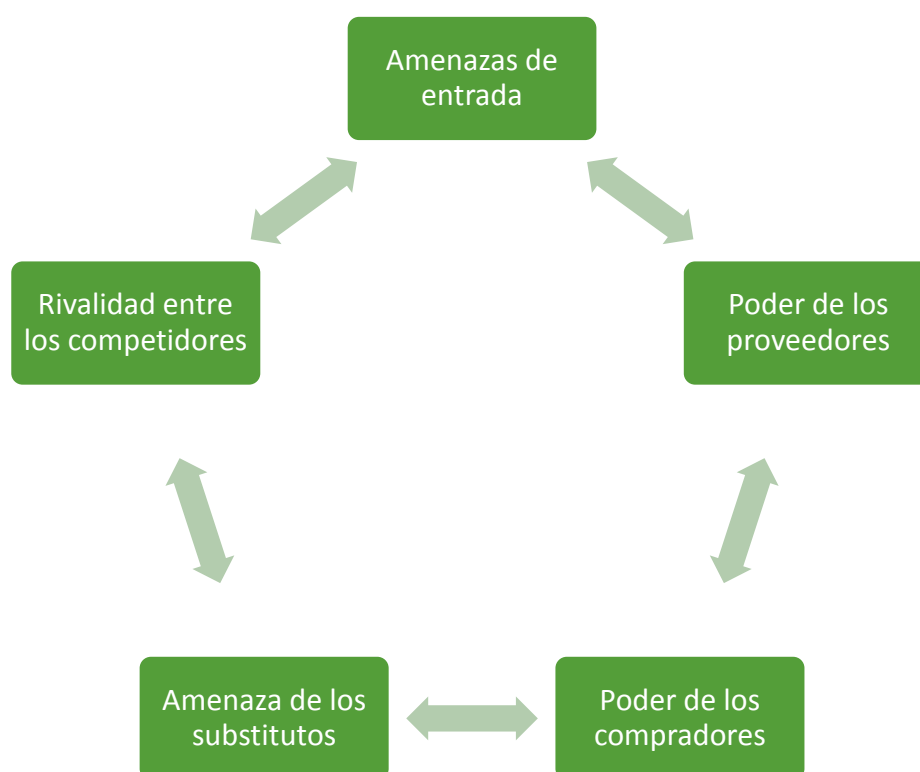 Amenazas de
entrada
Rivalidad entre
los competidores
Poder de los
proveedores
Amenaza de los
substitutos
Poder de los
compradores